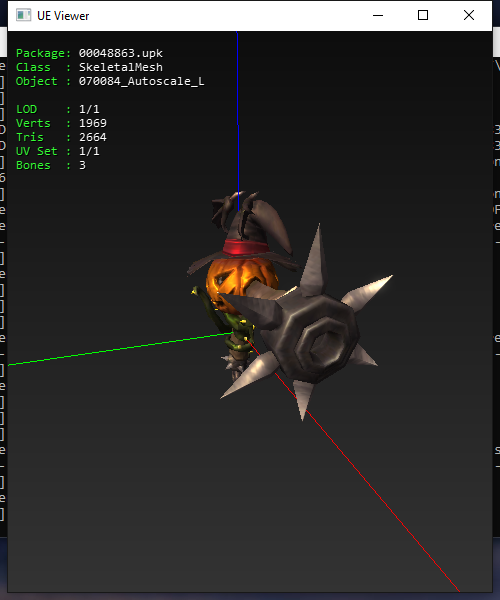 UE Viewer
Package: 00048863.upk
Class  : SkeletalMesh
Object : 070084_Autoscale_L
LOD    : 1/1
Verts  : 1969
Tris   : 2664
UV Set : 1/1
Bones  : 3